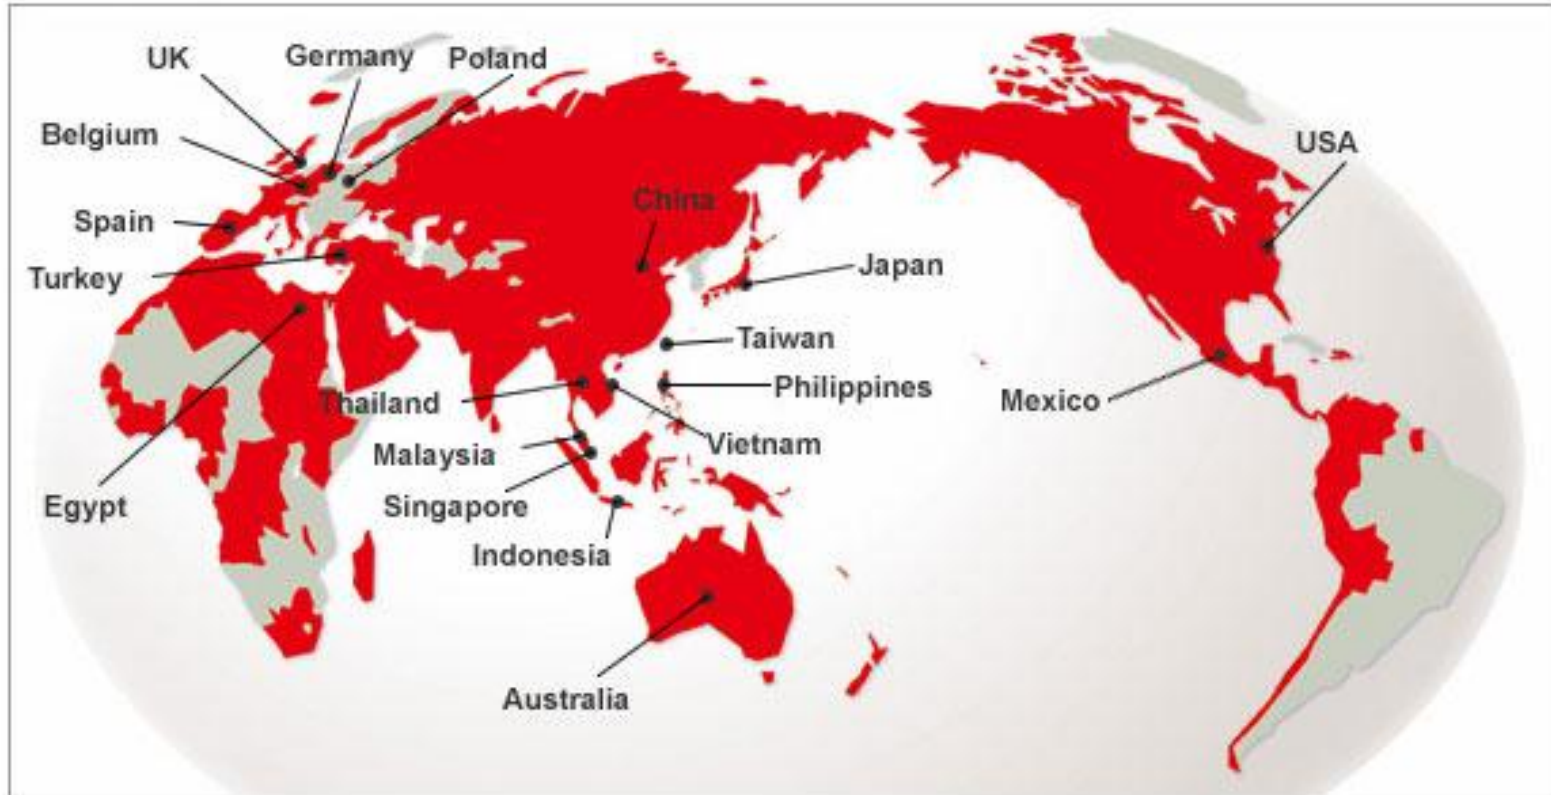 UK
Germany
Poland
Belgium
USA
China
Spain
Turkey
Japan
Taiwan
Philippines
Mexico
Thailand
Vietnam
Malaysia
Singapore
Egypt
Indonesia
Australia